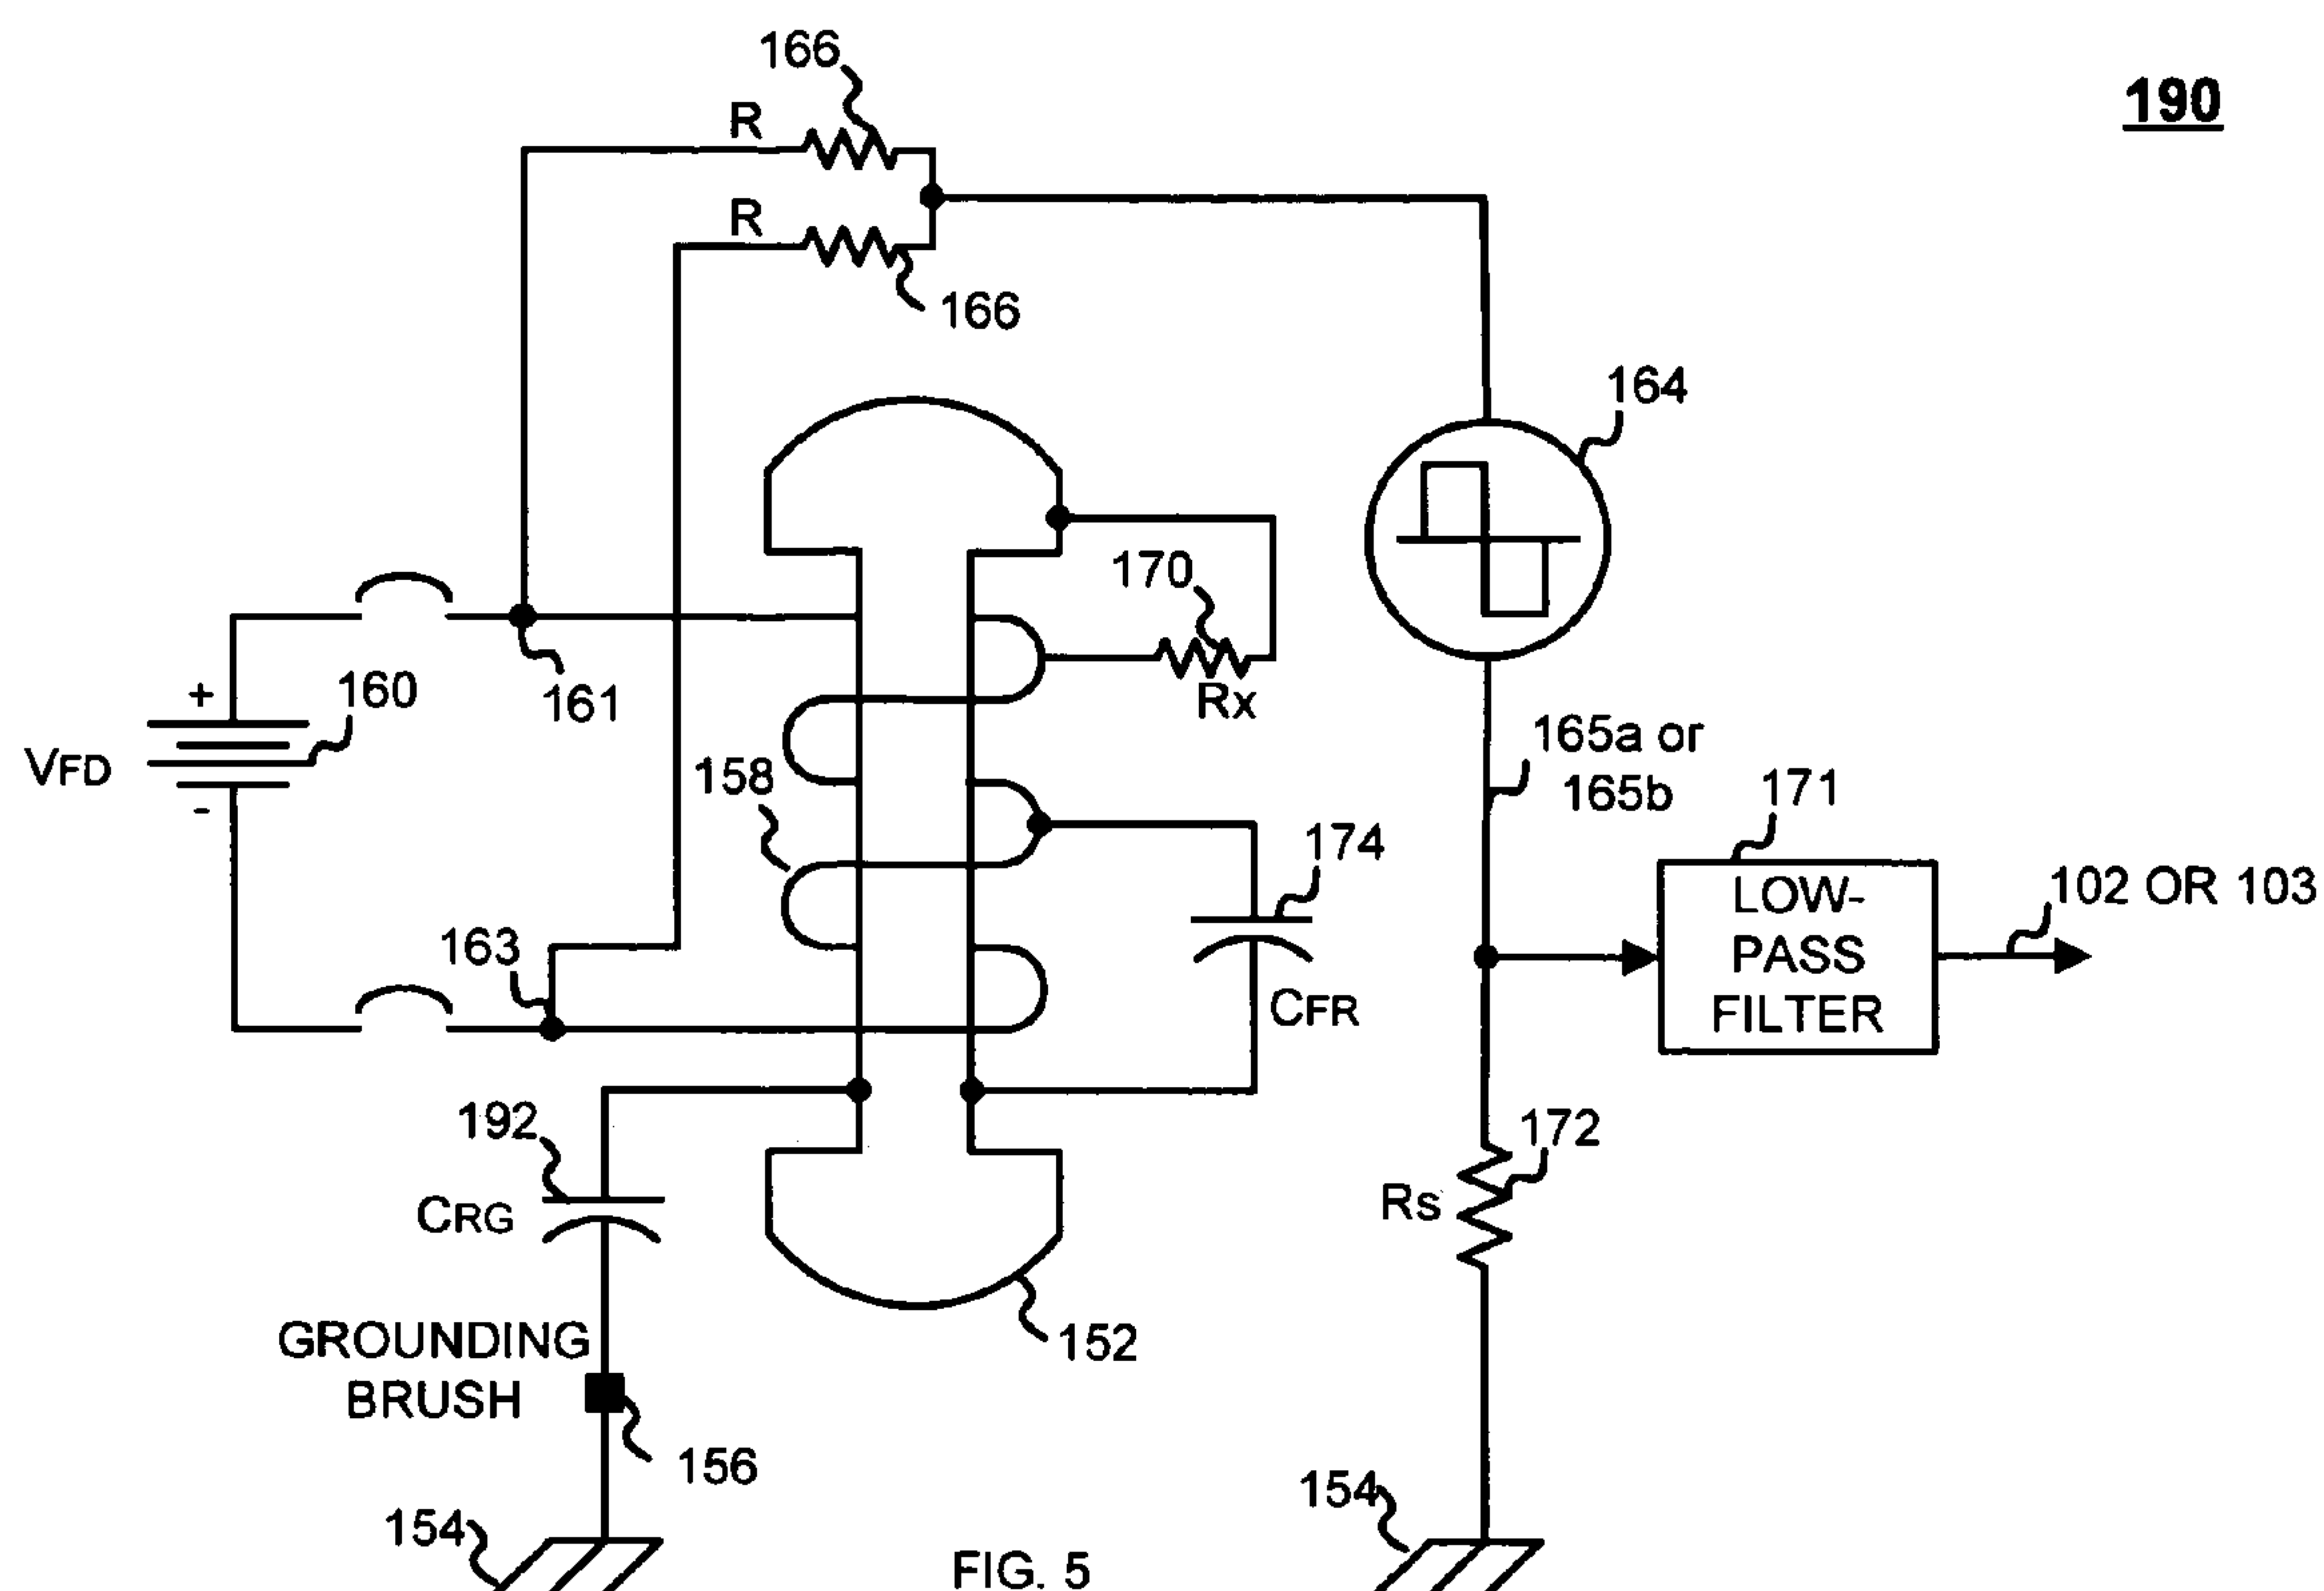 166
190
R
R
166
164
170
+
160
161
Rx
VFD
-
158
165a or
165b
171
174
102 OR 103
LOW-
PASS
FILTER
163
CFR
192
CRG
172
Rs
GROUNDING
BRUSH
152
156
154
154
FIG. 5